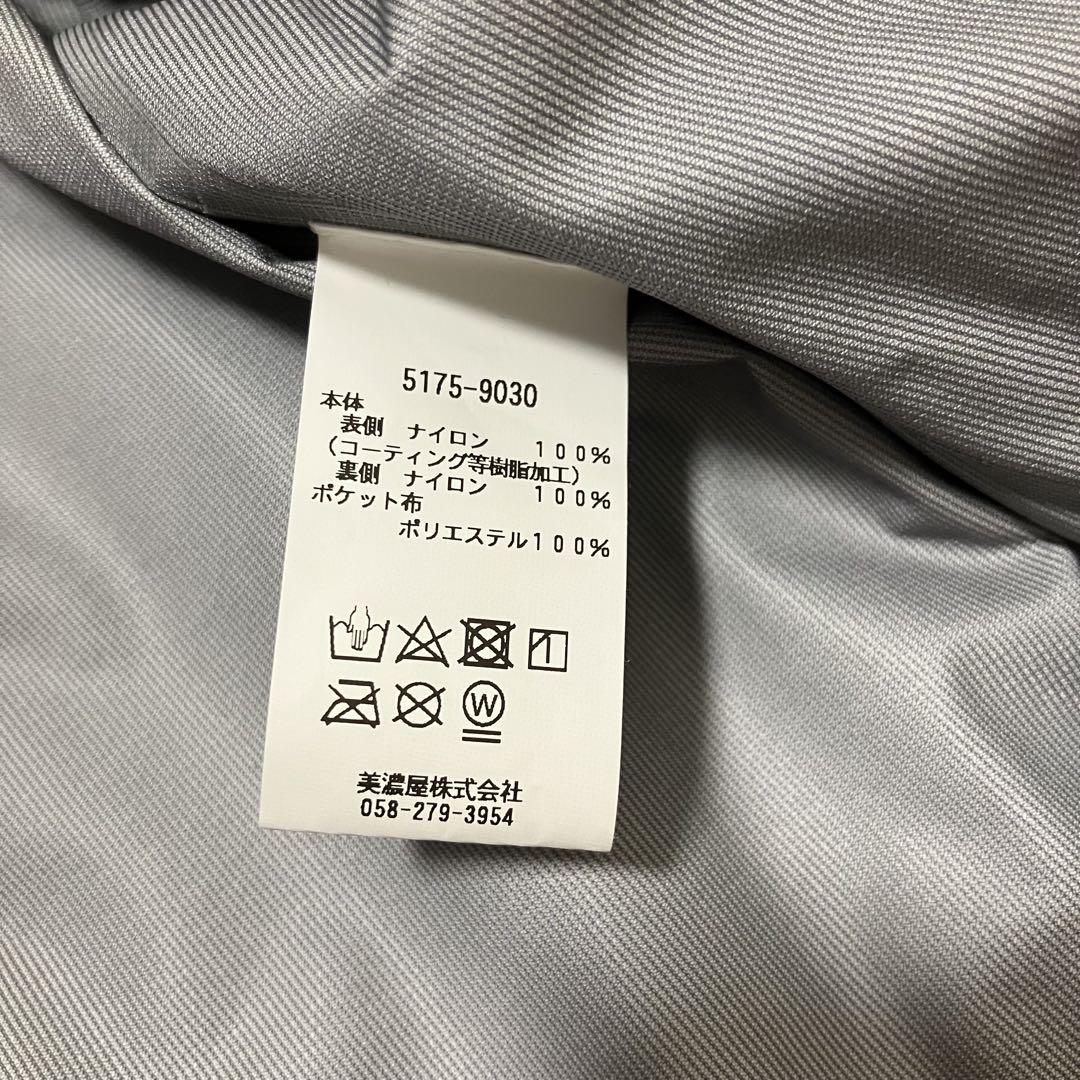 5175-9030
本体
表側 ナイロン 100%
(コーティング等樹脂加工)
裏側 ナイロン 100%
ポケット布
ポリエステル100%
W
美濃屋株式会社
058-279-3954